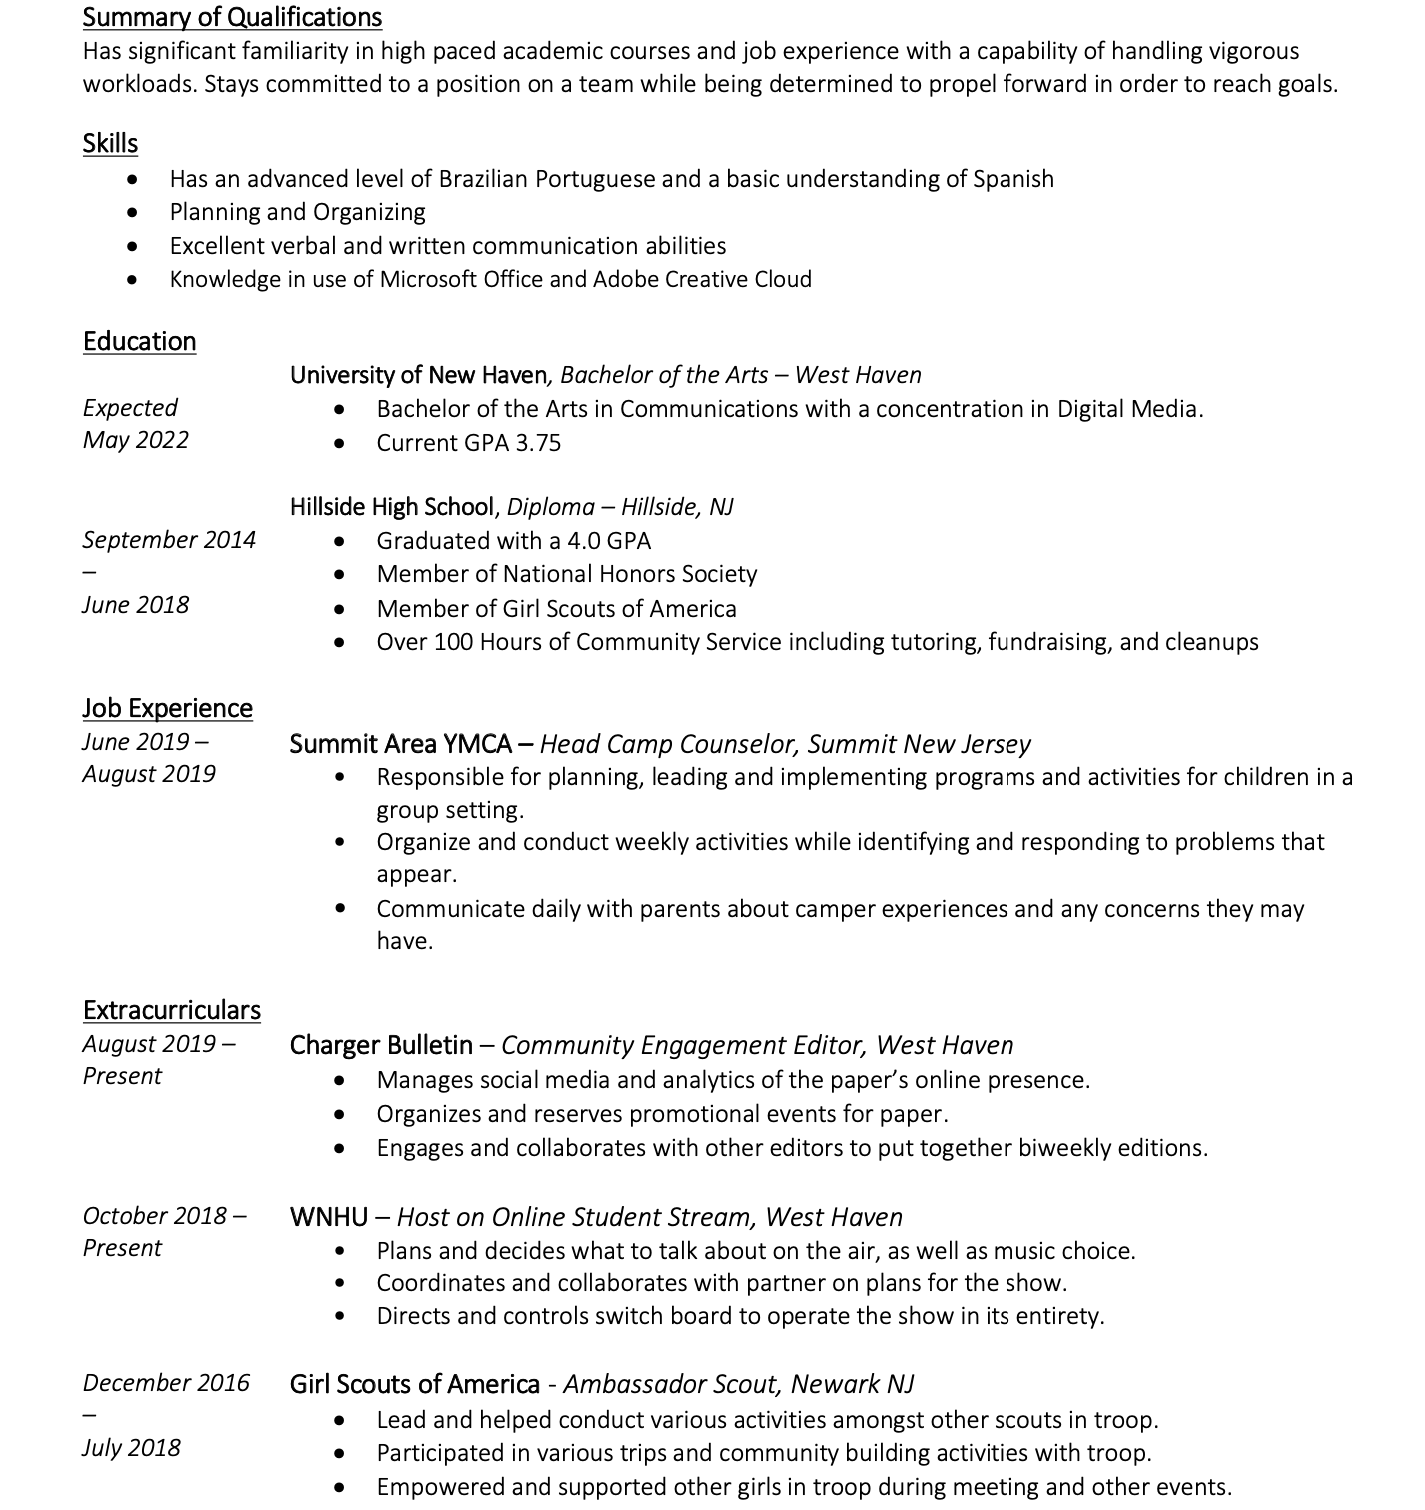 Summary of Qualifications
Has significant familiarity in high paced academic courses and job experience with a capability of handling vigorous
workloads. Stays committed to a position on a team while being determined to propel forward in order to reach goals.
Skills
• Has an advanced level of Brazilian Portuguese and a basic understanding of Spanish
• Planning and Organizing
• Excellent verbal and written communication abilities
• Knowledge in use of Microsoft Office and Adobe Creative Cloud
Education
University of New Haven, Bachelor of the Arts – West Haven
Expected
May 2022
• Bachelor of the Arts in Communications with a concentration in Digital Media.
• Current GPA 3.75
Hillside High School, Diploma – Hillside, NJ
September 2014
–
June 2018
• Graduated with a 4.0 GPA
• Member of National Honors Society
• Member of Girl Scouts of America
• Over 100 Hours of Community Service including tutoring, fundraising, and cleanups
Job Experience
June 2019 –
August 2019
Summit Area YMCA – Head Camp Counselor, Summit New Jersey
• Responsible for planning, leading and implementing programs and activities for children in a
group setting.
• Organize and conduct weekly activities while identifying and responding to problems that
appear.
• Communicate daily with parents about camper experiences and any concerns they may
have.
Extracurriculars
August 2019 –
Present
Charger Bulletin – Community Engagement Editor, West Haven
• Manages social media and analytics of the paper's online presence.
• Organizes and reserves promotional events for paper.
• Engages and collaborates with other editors to put together biweekly editions.
October 2018 –
Present
WNHU – Host on Online Student Stream, West Haven
• Plans and decides what to talk about on the air, as well as music choice.
• Coordinates and collaborates with partner on plans for the show.
• Directs and controls switch board to operate the show in its entirety.
December 2016
–
July 2018
Girl Scouts of America - Ambassador Scout, Newark NJ
• Lead and helped conduct various activities amongst other scouts in troop.
• Participated in various trips and community building activities with troop.
• Empowered and supported other girls in troop during meeting and other events.